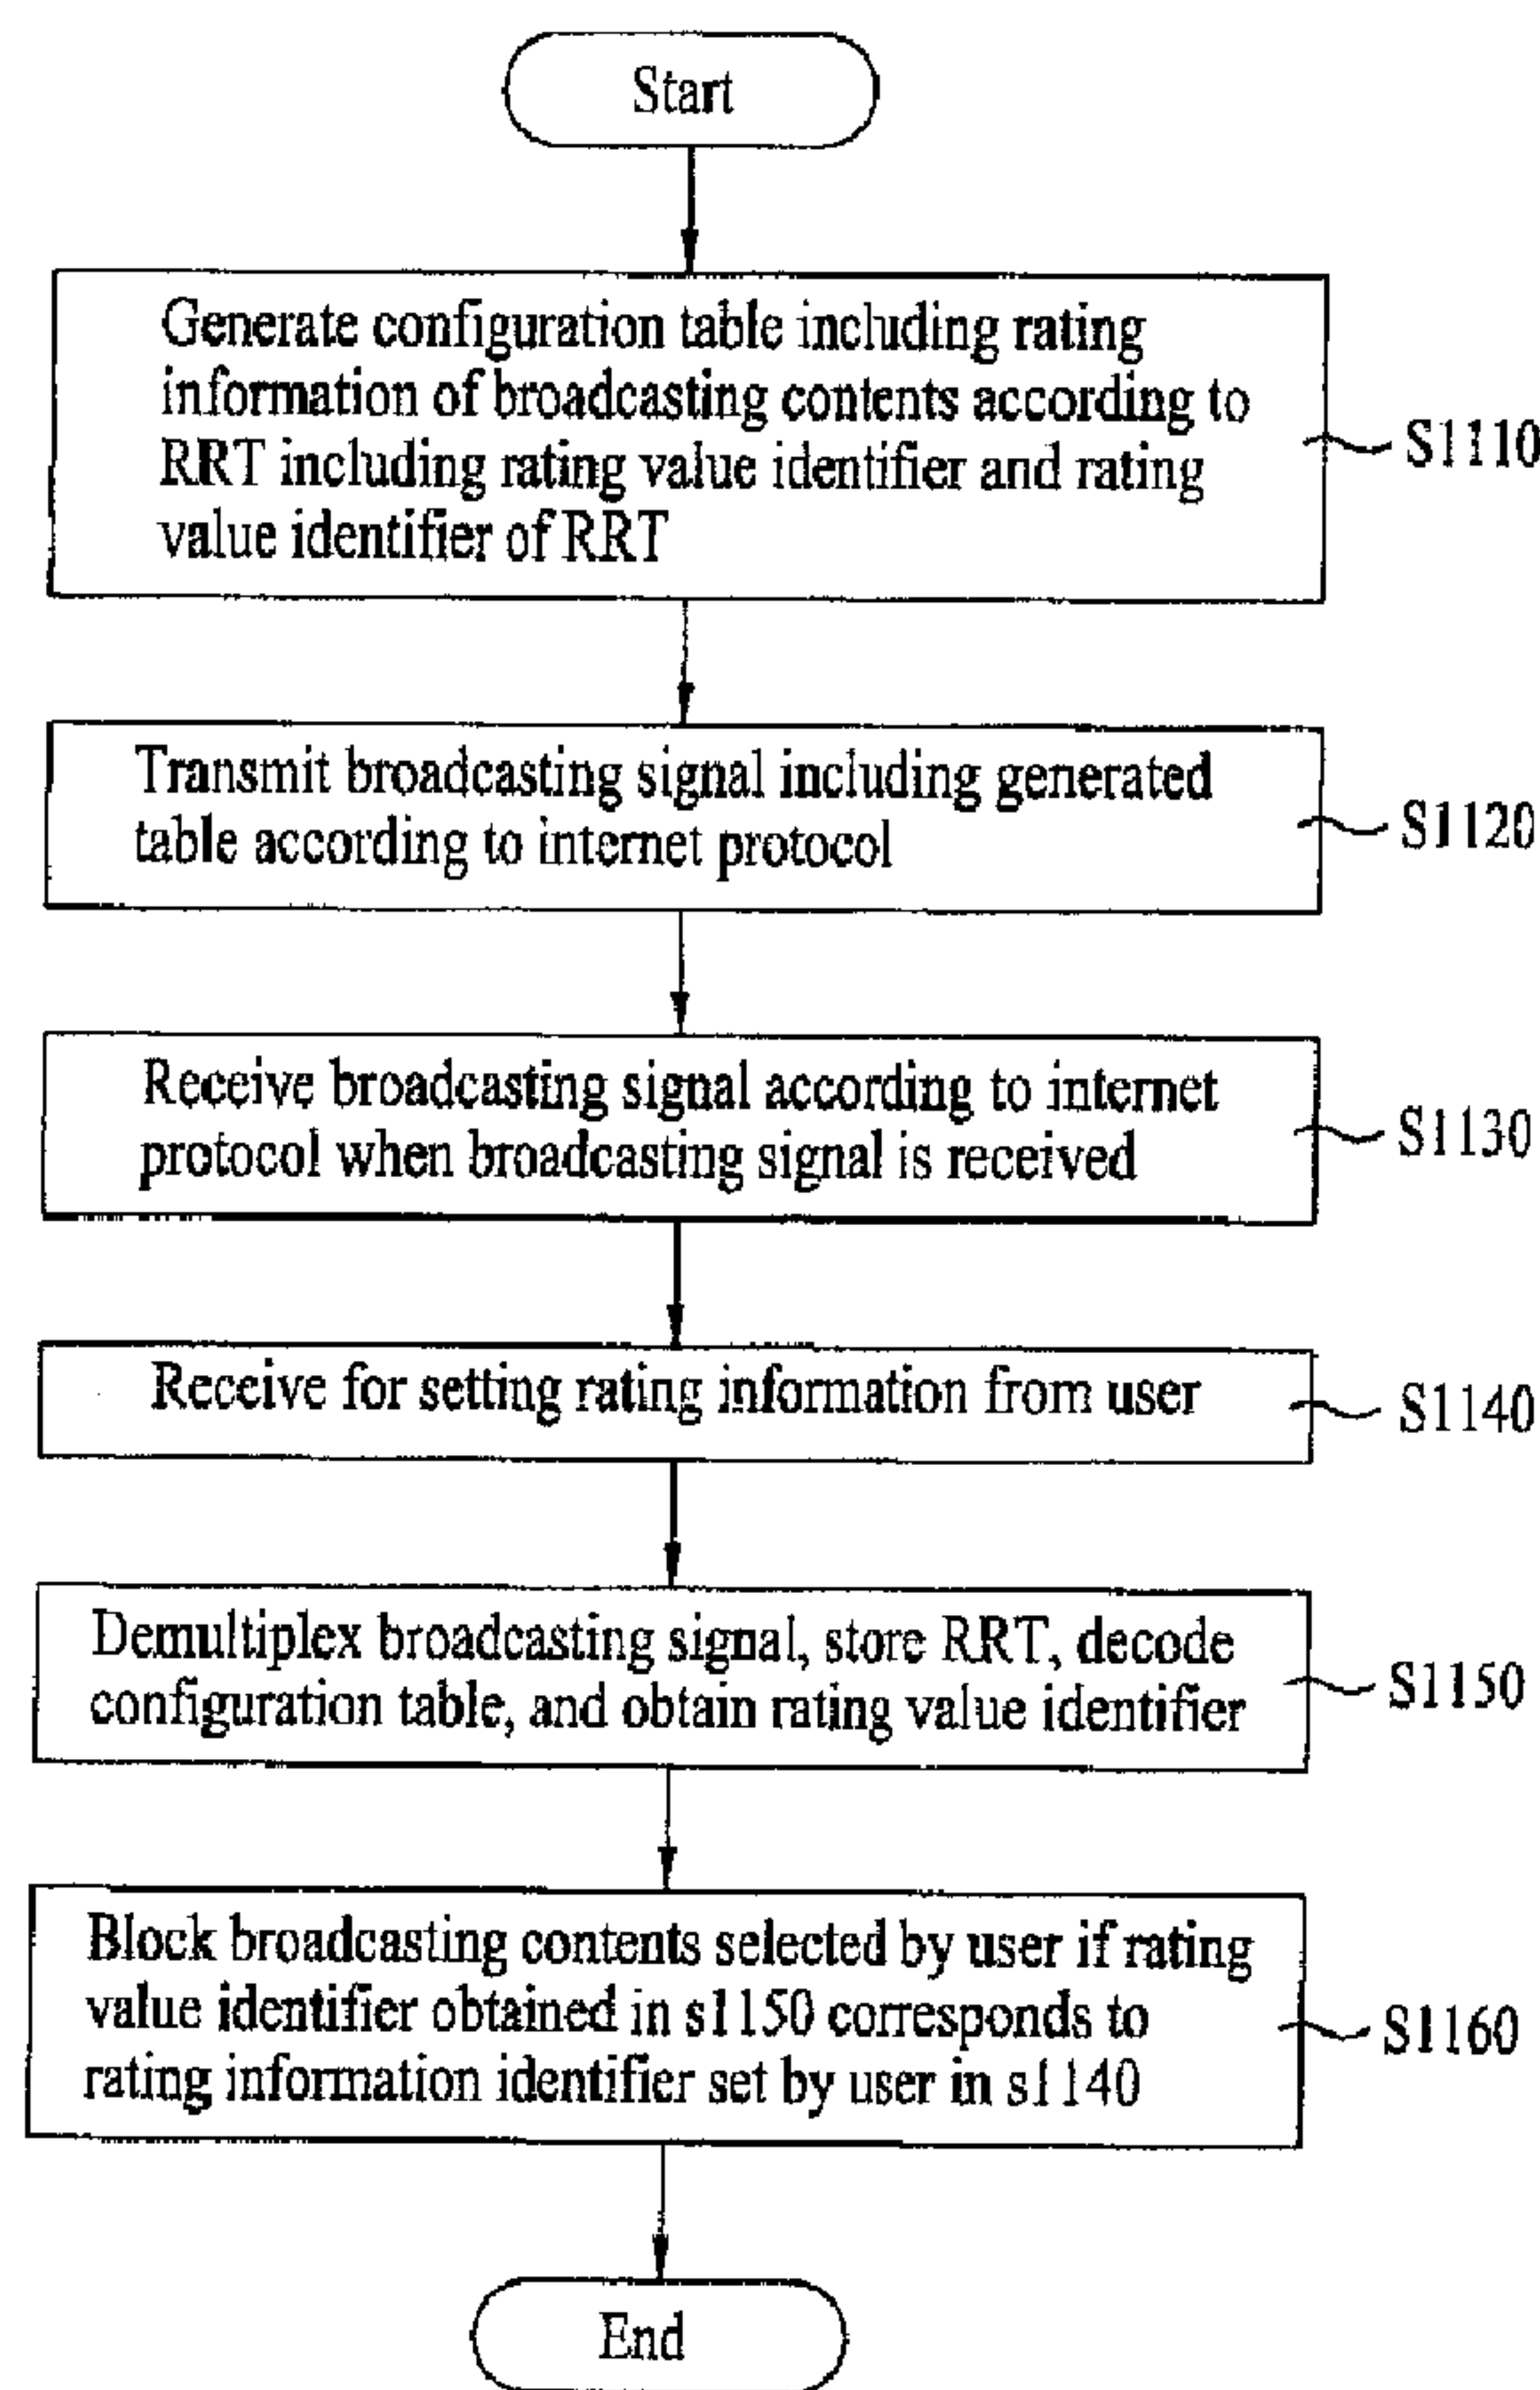 Start
Generate configuration table including rating
information of broadcasting contents according to
RRT including rating value identifier and rating
value identifier of RRT
S1110
Transmit broadcasting signal including generated
table according to internet protocol
S1120
Receive broadcasting signal according to internet
protocol when broadcasting signal is received
S1130
Receive for setting rating information from user
S1140
Demultiplex broadcasting signal, store RRT, decode
configuration table, and obtain rating value identifier
S1150
Block broadcasting contents selected by user if rating
value identifier obtained in s1150 corresponds to
rating information identifier set by user in s1140
S1160
End